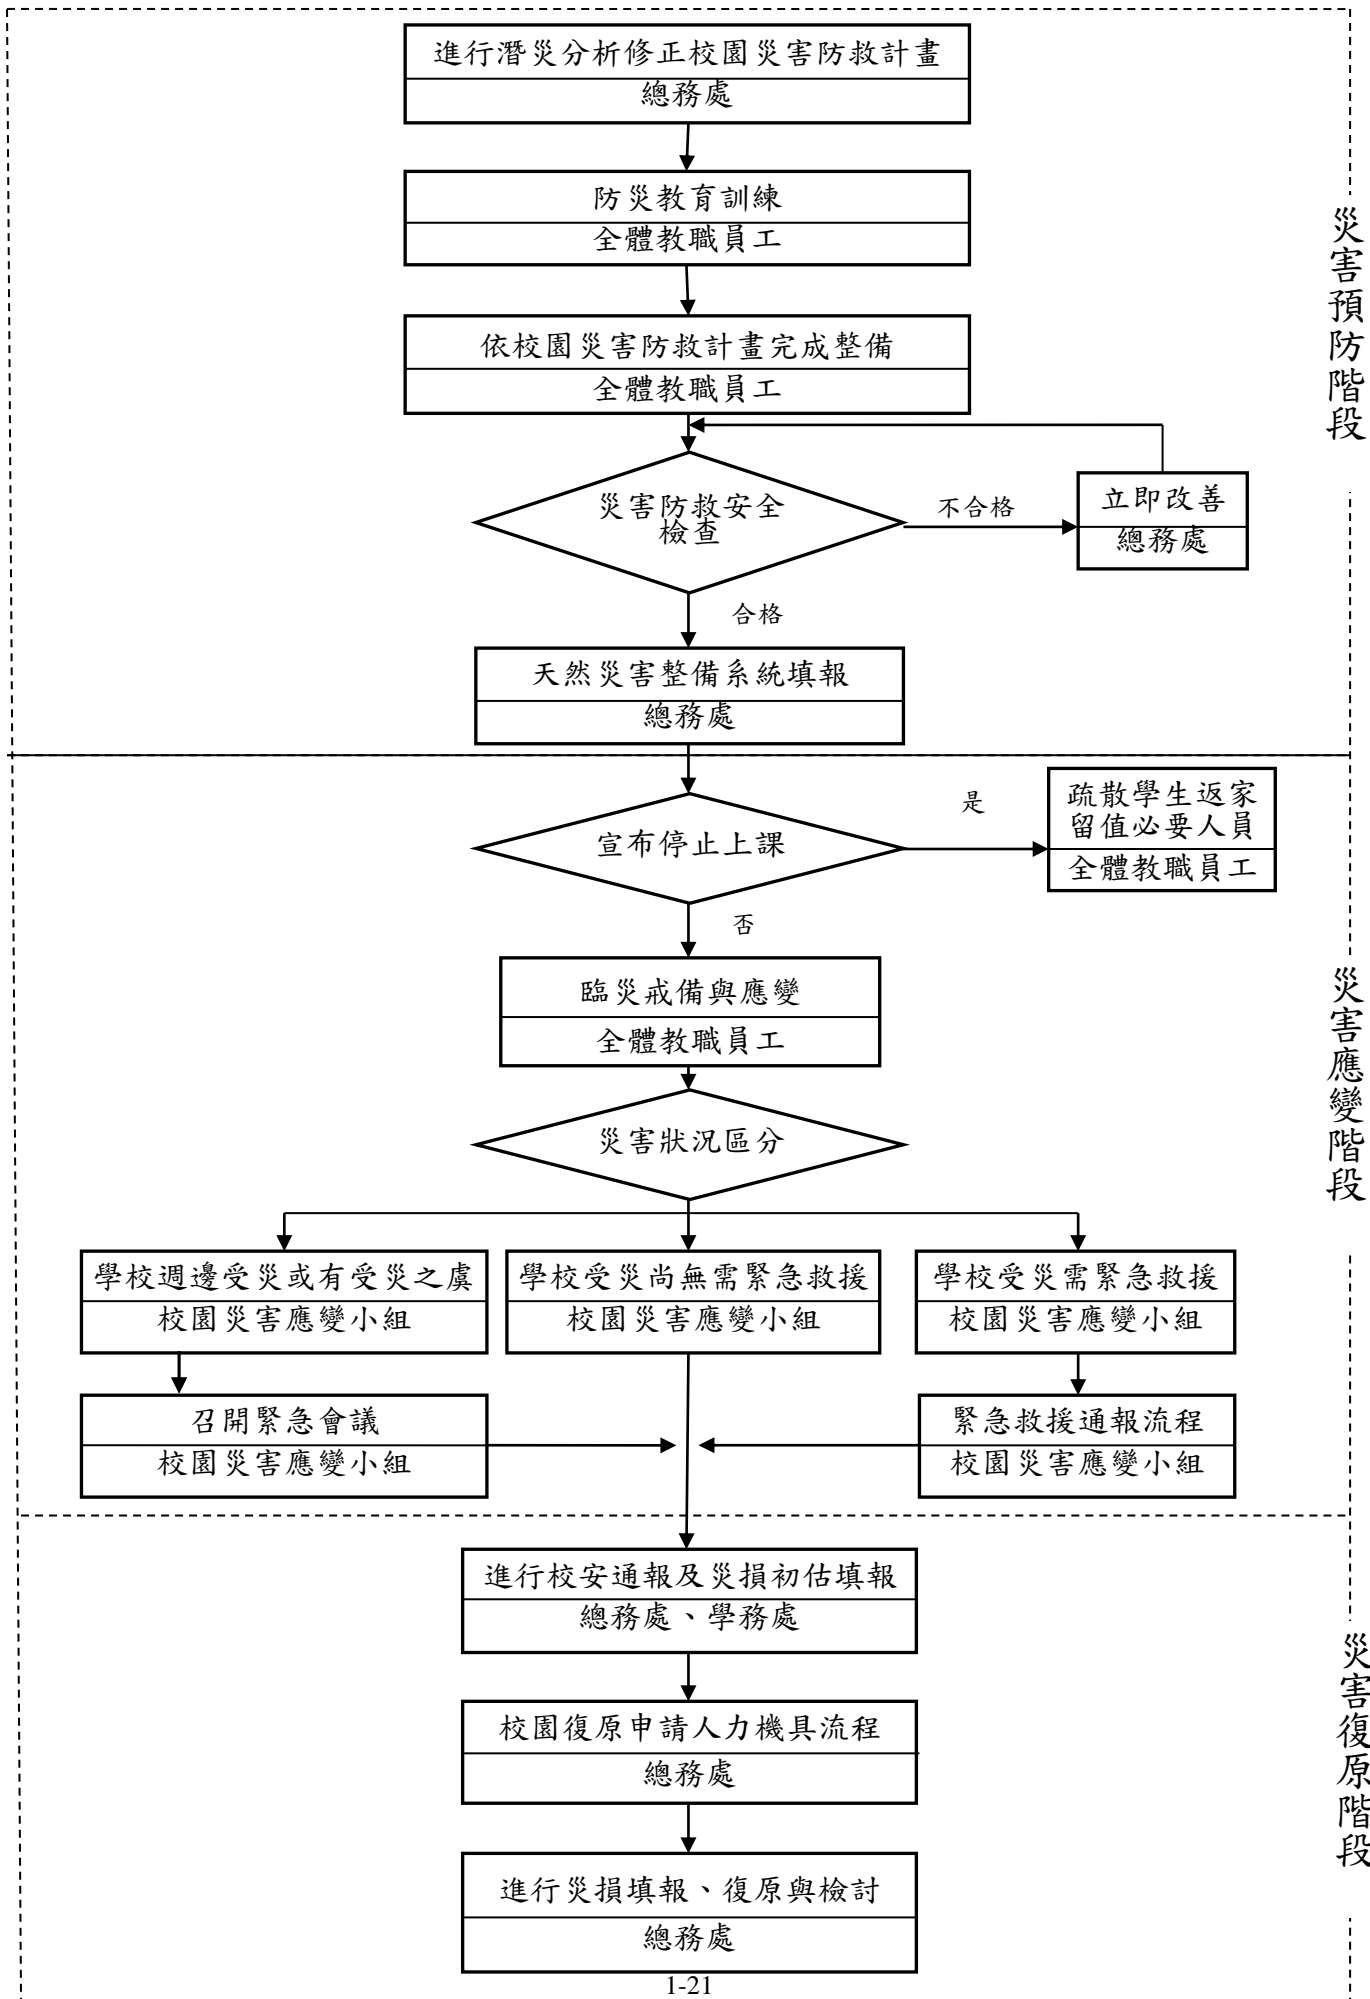 進行潛災分析修正校園災害防救計畫
總務處
防災教育訓練
全體教職員工
依校園災害防救計畫完成整備
全體教職員工
災害預防階段
災害防救安全
檢查
不合格
立即改善
總務處
合格
天然災害整備系統填報
總務處
宣布停止上課
是
疏散學生返家
留值必要人員
全體教職員工
否
臨災戒備與應變
全體教職員工
災害應變階段
災害狀況區分
學校週邊受災或有受災之虞
校園災害應變小組
學校受災尚無需緊急救援
校園災害應變小組
學校受災需緊急救援
校園災害應變小組
召開緊急會議
校園災害應變小組
緊急救援通報流程
校園災害應變小組
進行校安通報及災損初估填報
總務處、學務處
校園復原申請人力機具流程
總務處
災害復原階段
進行災損填報、復原與檢討
總務處
1-21